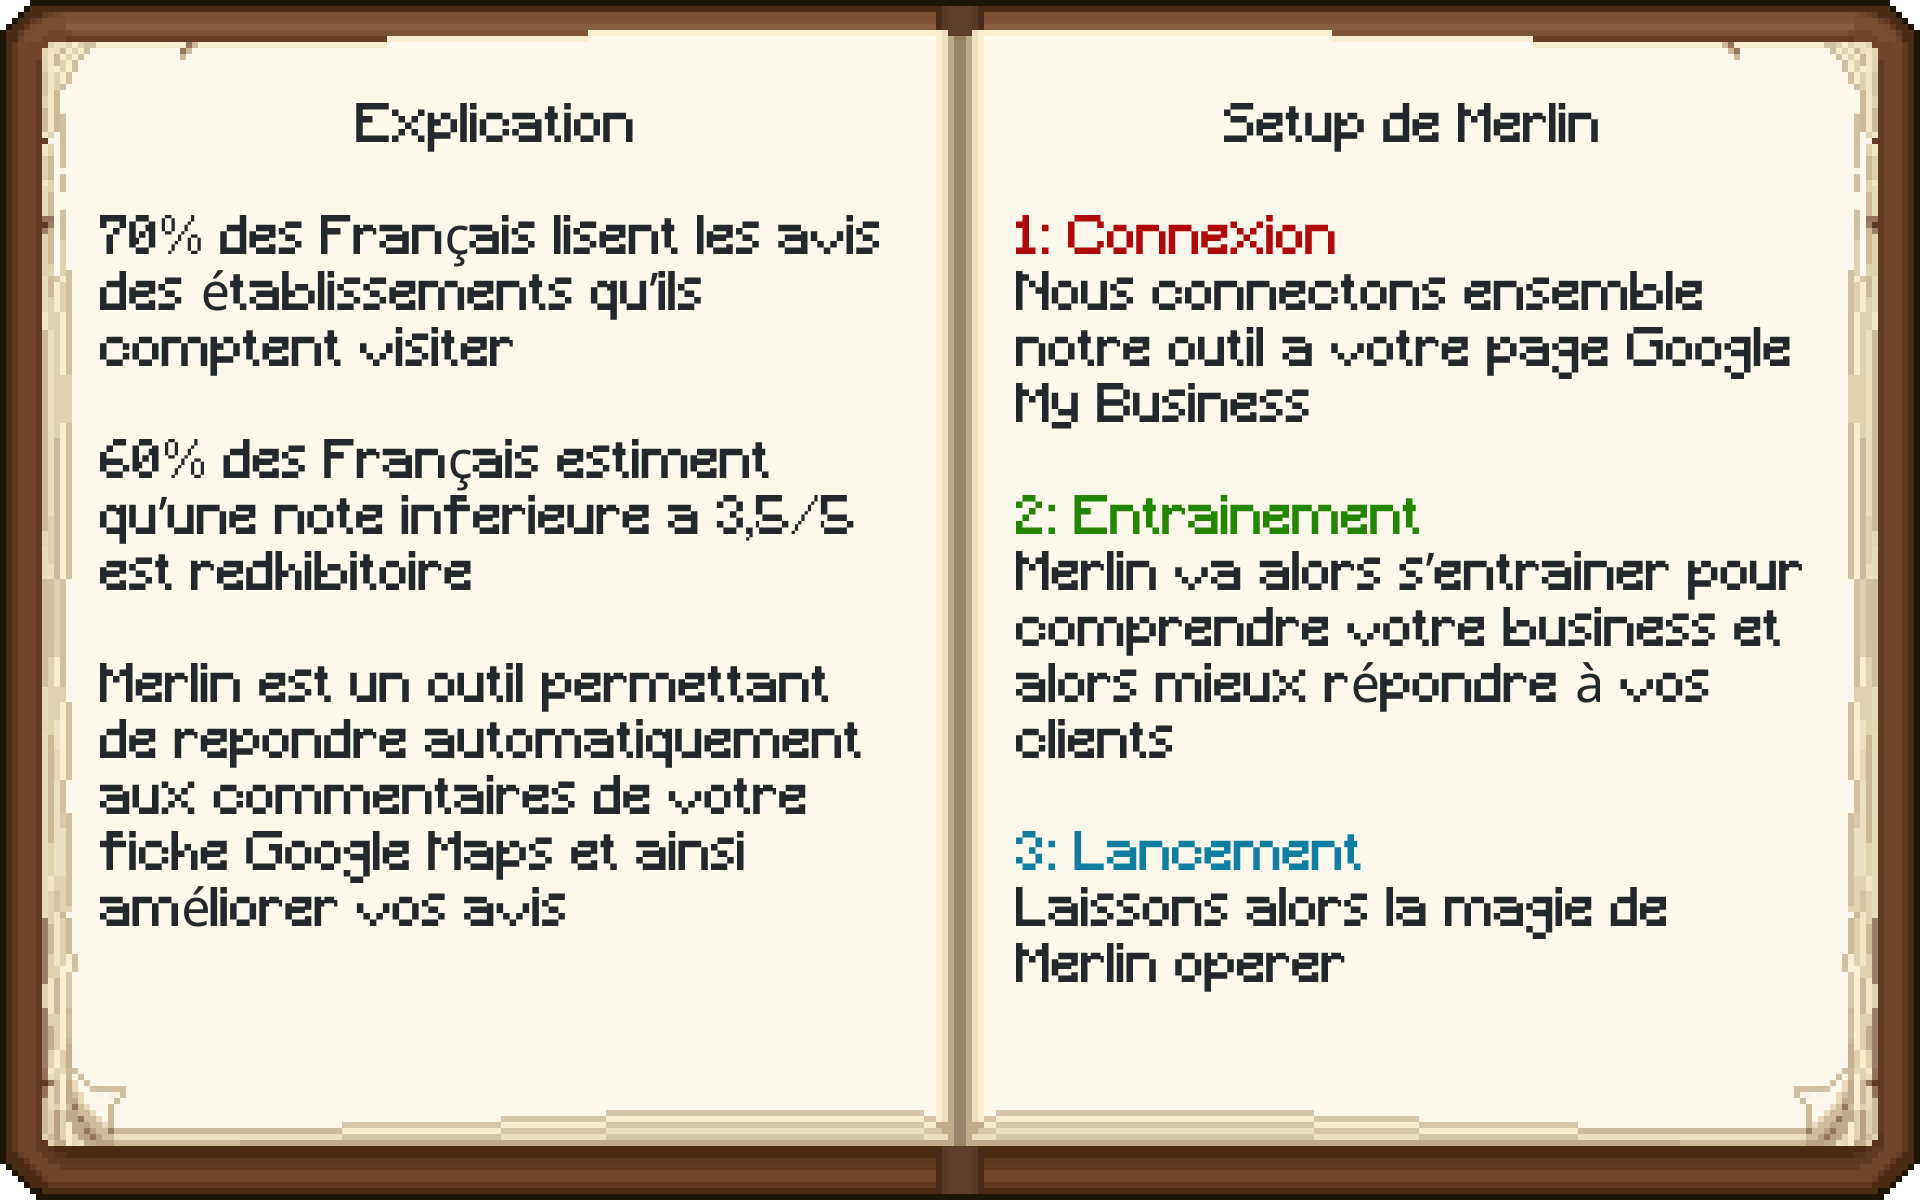 Explication
70% des Français lisent les avis
des établissements qu'ils
comptent visiter
60% des Français estiment
qu'une note inferieure a 3,5/5
est redhibitoire
Merlin est un outil permettant
de repondre automatiquement
aux commentaires de votre
fiche Google Maps et ainsi
améliorer vos avis
Setup de Merlin
1: Connexion
Nous connectons ensemble
notre outil a votre page Google
My Business
2: Entrainement
Merlin va alors s'entrainer pour
comprendre votre business et
alors mieux répondre à vos
clients
3: Lancement
Laissons alors la magie de
Merlin operer